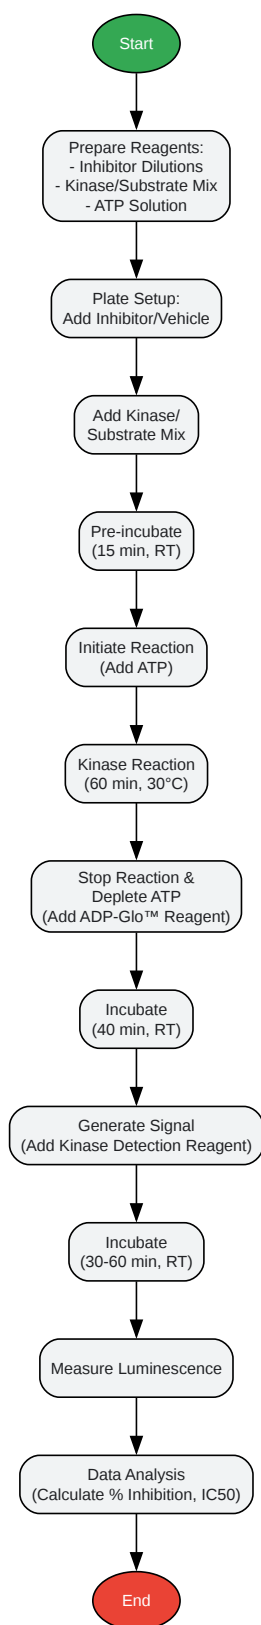 Start
Prepare Reagents:
- Inhibitor Dilutions
- Kinase/Substrate Mix
- ATP Solution
Plate Setup:
Add Inhibitor/Vehicle
Add Kinase/
Substrate Mix
Pre-incubate
(15 min, RT)
Initiate Reaction
(Add ATP)
Kinase Reaction
(60 min, 30°C)
Stop Reaction &
Deplete ATP
(Add ADP-Glo™ Reagent)
Incubate
(40 min, RT)
Generate Signal
(Add Kinase Detection Reagent)
Incubate
(30-60 min, RT)
Measure Luminescence
Data Analysis
(Calculate % Inhibition, IC50)
End